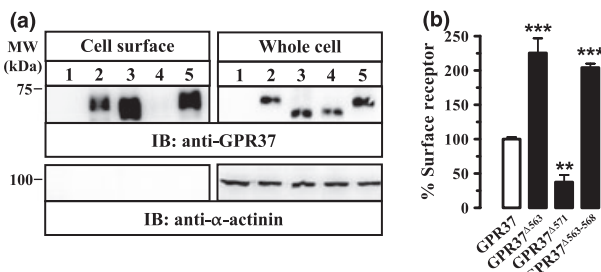 (a)
MW
(kDa)
Cell surface
Whole cell
1 2 3 4 5
1 2 3 4 5
75
IB: anti-GPR37
100
IB: anti-α-actinin
(b)
% Surface receptor
250
200
150
100
50
0
***
**
***
GPR37
GPR37Δ563
GPR37Δ571
GPR37Δ563-568